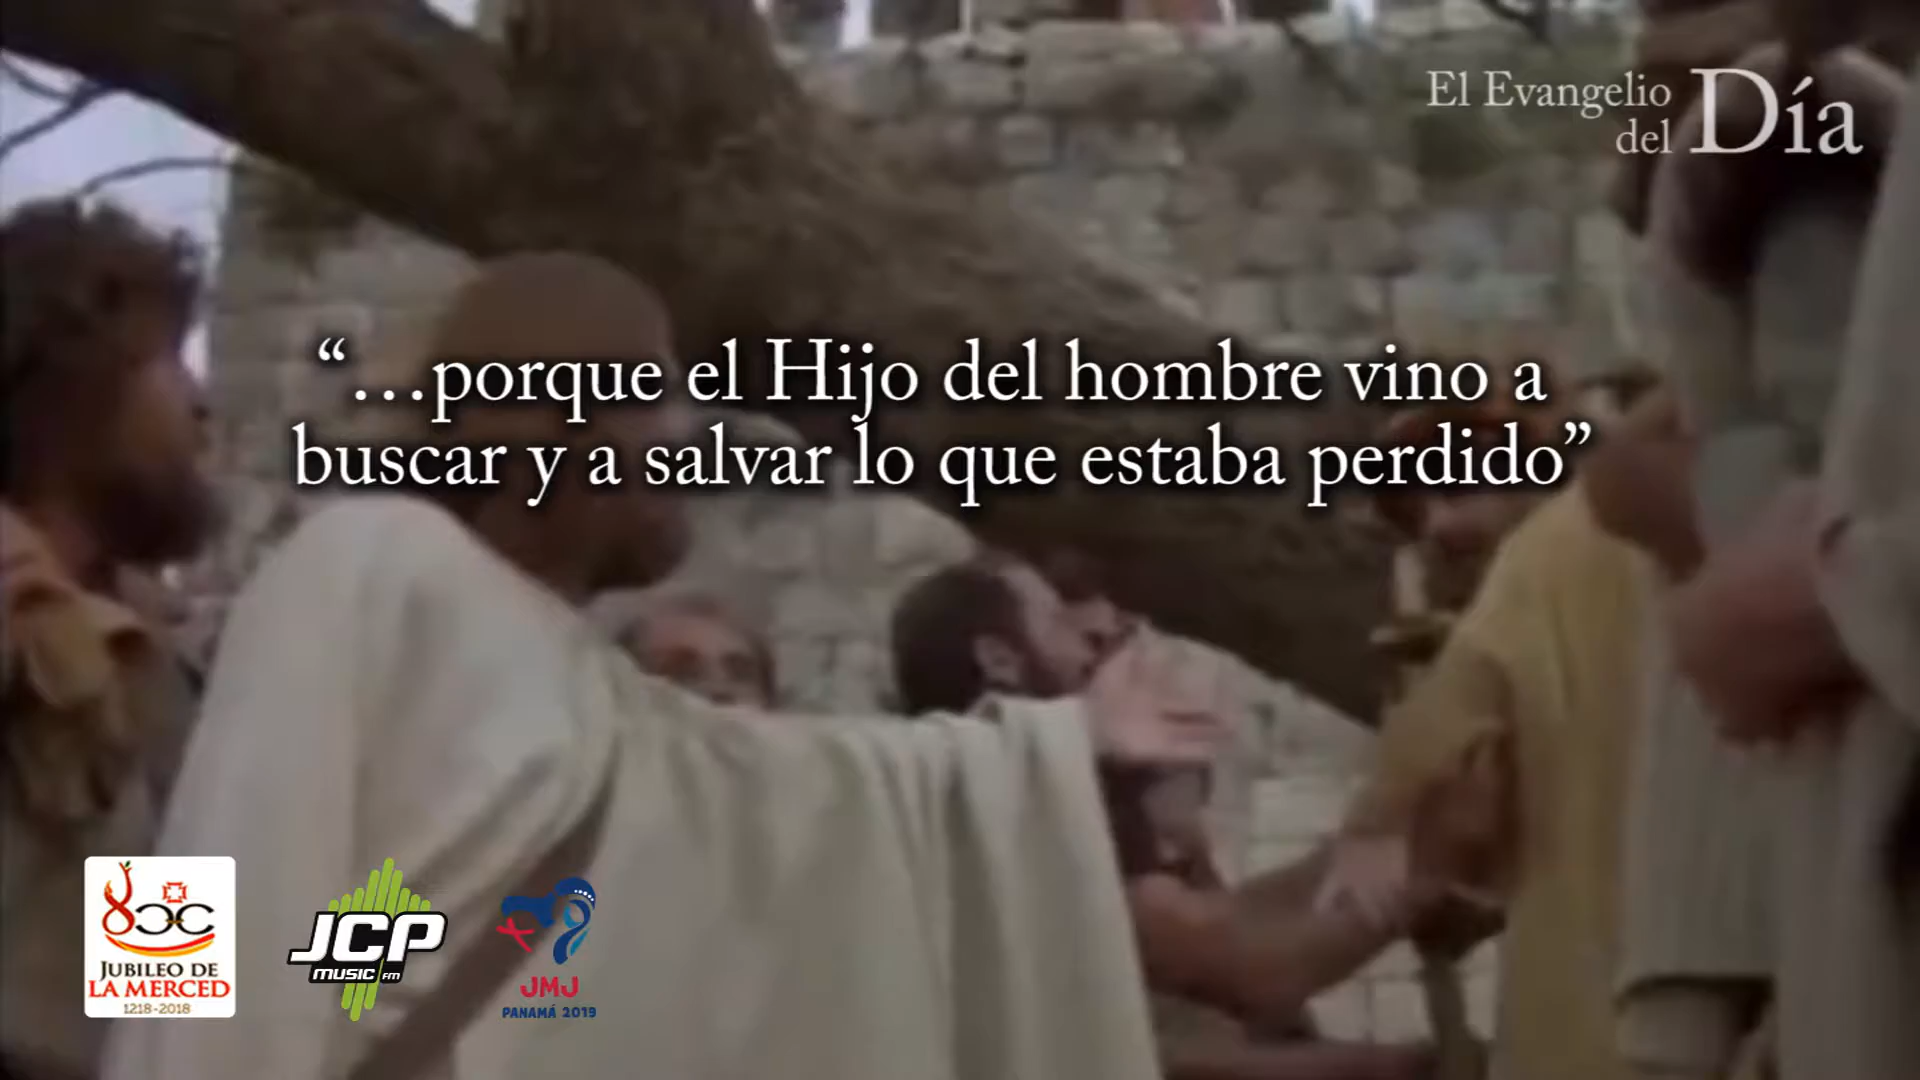 El Evangelio
del Día
“…porque el Hijo del hombre vino a
buscar y a salvar lo que estaba perdido”
JUBILEO DE
LA MERCED
1218-2018
JCP
MUSIC FM
JMJ
PANAMÁ 2019